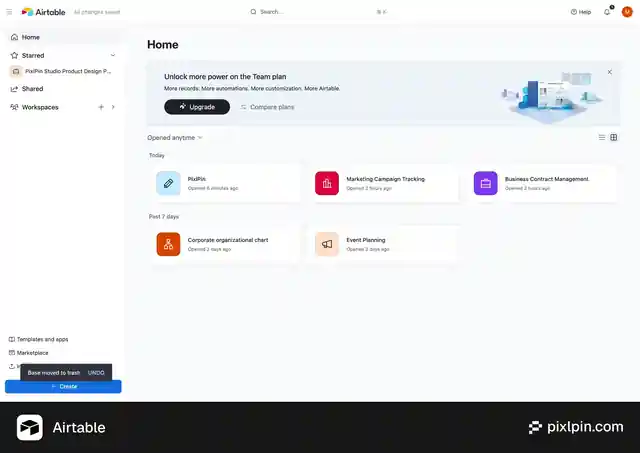 Airtable
All changes saved
Search...
⌘ K
Help
M
Home
Starred
PixlPin Studio Product Design P...
Shared
Workspaces
Home
Unlock more power on the Team plan
More records. More automations. More customization. More Airtable.
Upgrade
Compare plans
Opened anytime
Today
PixlPin
Opened 6 minutes ago
Marketing Campaign Tracking
Opened 2 hours ago
Business Contract Management
Opened 2 hours ago
Past 7 days
Corporate organizational chart
Opened 2 days ago
Event Planning
Opened 3 days ago
Templates and apps
Marketplace
Base moved to trash UNDO
Create
Airtable
pixlpin.com